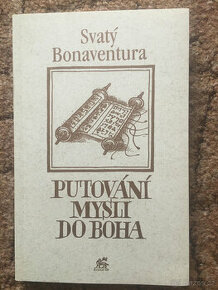 Svatý
Bonaventura
PUTOVÁNÍ
MYSLI
DO BOHA